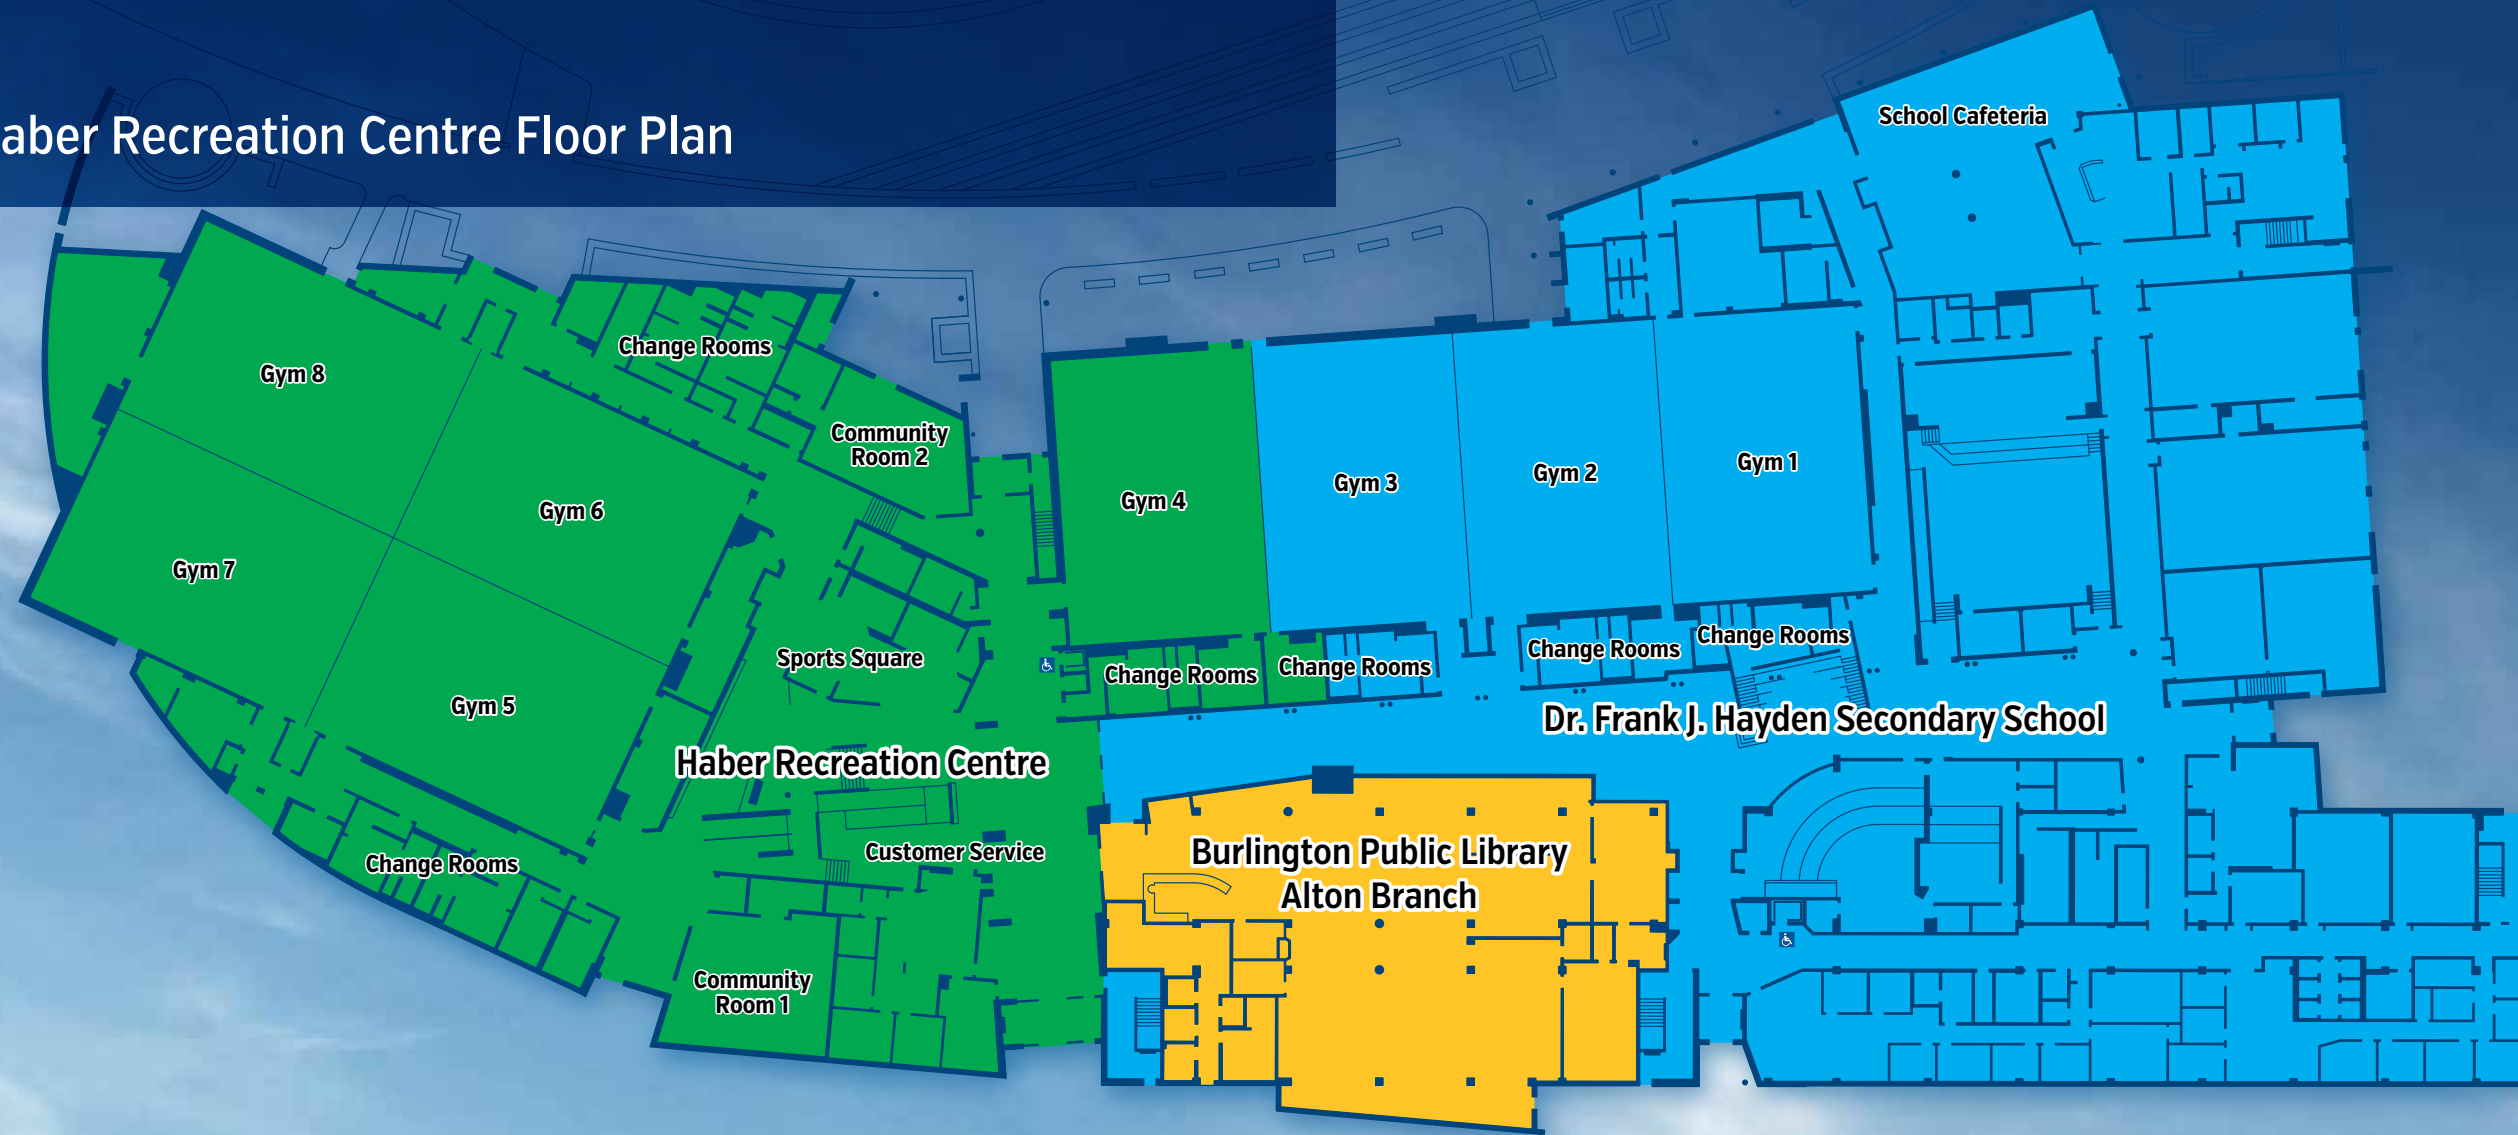 aber Recreation Centre Floor Plan
School Cafeteria
Change Rooms
Gym 8
Community
Room 2
Gym 6
Gym 4
Gym 3
Gym 2
Gym 1
Gym 7
Gym 5
Sports Square
Change Rooms
Change Rooms
Change Rooms
Change Rooms
Dr. Frank J. Hayden Secondary School
Haber Recreation Centre
Customer Service
Change Rooms
Burlington Public Library
Alton Branch
Community
Room 1